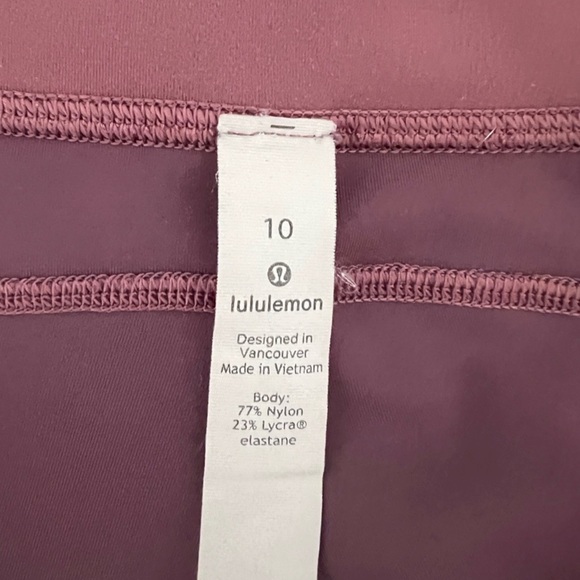 10
lululemon
Designed in
Vancouver
Made in Vietnam
Body:
77% Nylon
23% Lycra®
elastane